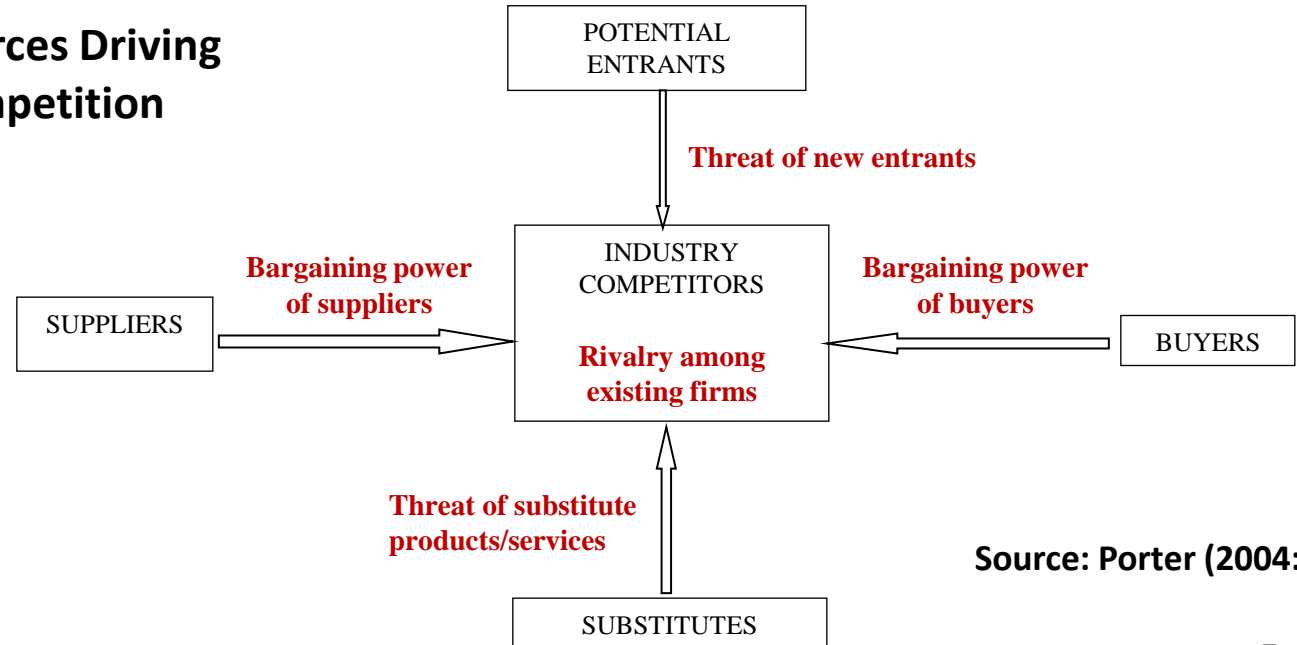 rces Driving
mpetition
POTENTIAL
ENTRANTS
Threat of new entrants
Bargaining power
of suppliers
SUPPLIERS
INDUSTRY
COMPETITORS
Rivalry among
existing firms
Bargaining power
of buyers
BUYERS
Threat of substitute
products/services
Source: Porter (2004:
SUBSTITUTES